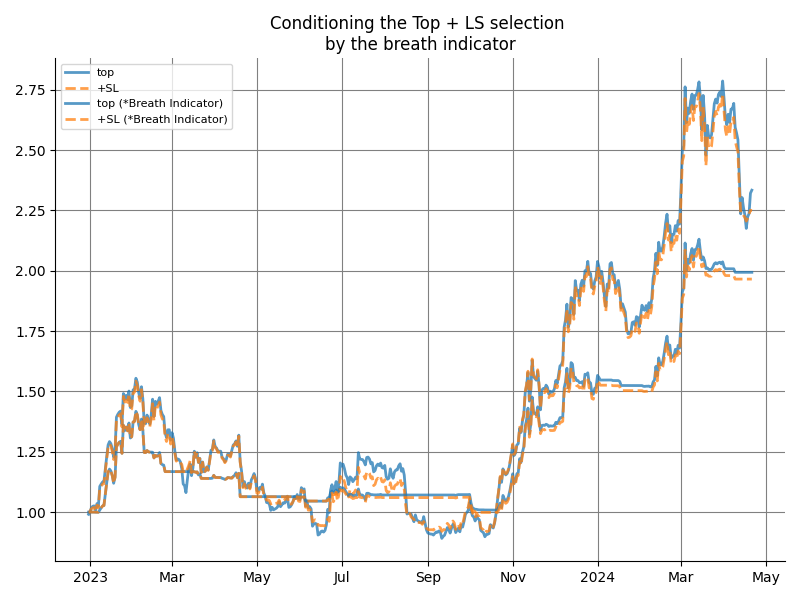 Conditioning the Top + LS selection
by the breath indicator
top
+SL
top (*Breath Indicator)
+SL (*Breath Indicator)
2.75
2.50
2.25
2.00
1.75
1.50
1.25
1.00
2023 Mar May Jul Sep Nov 2024 Mar May